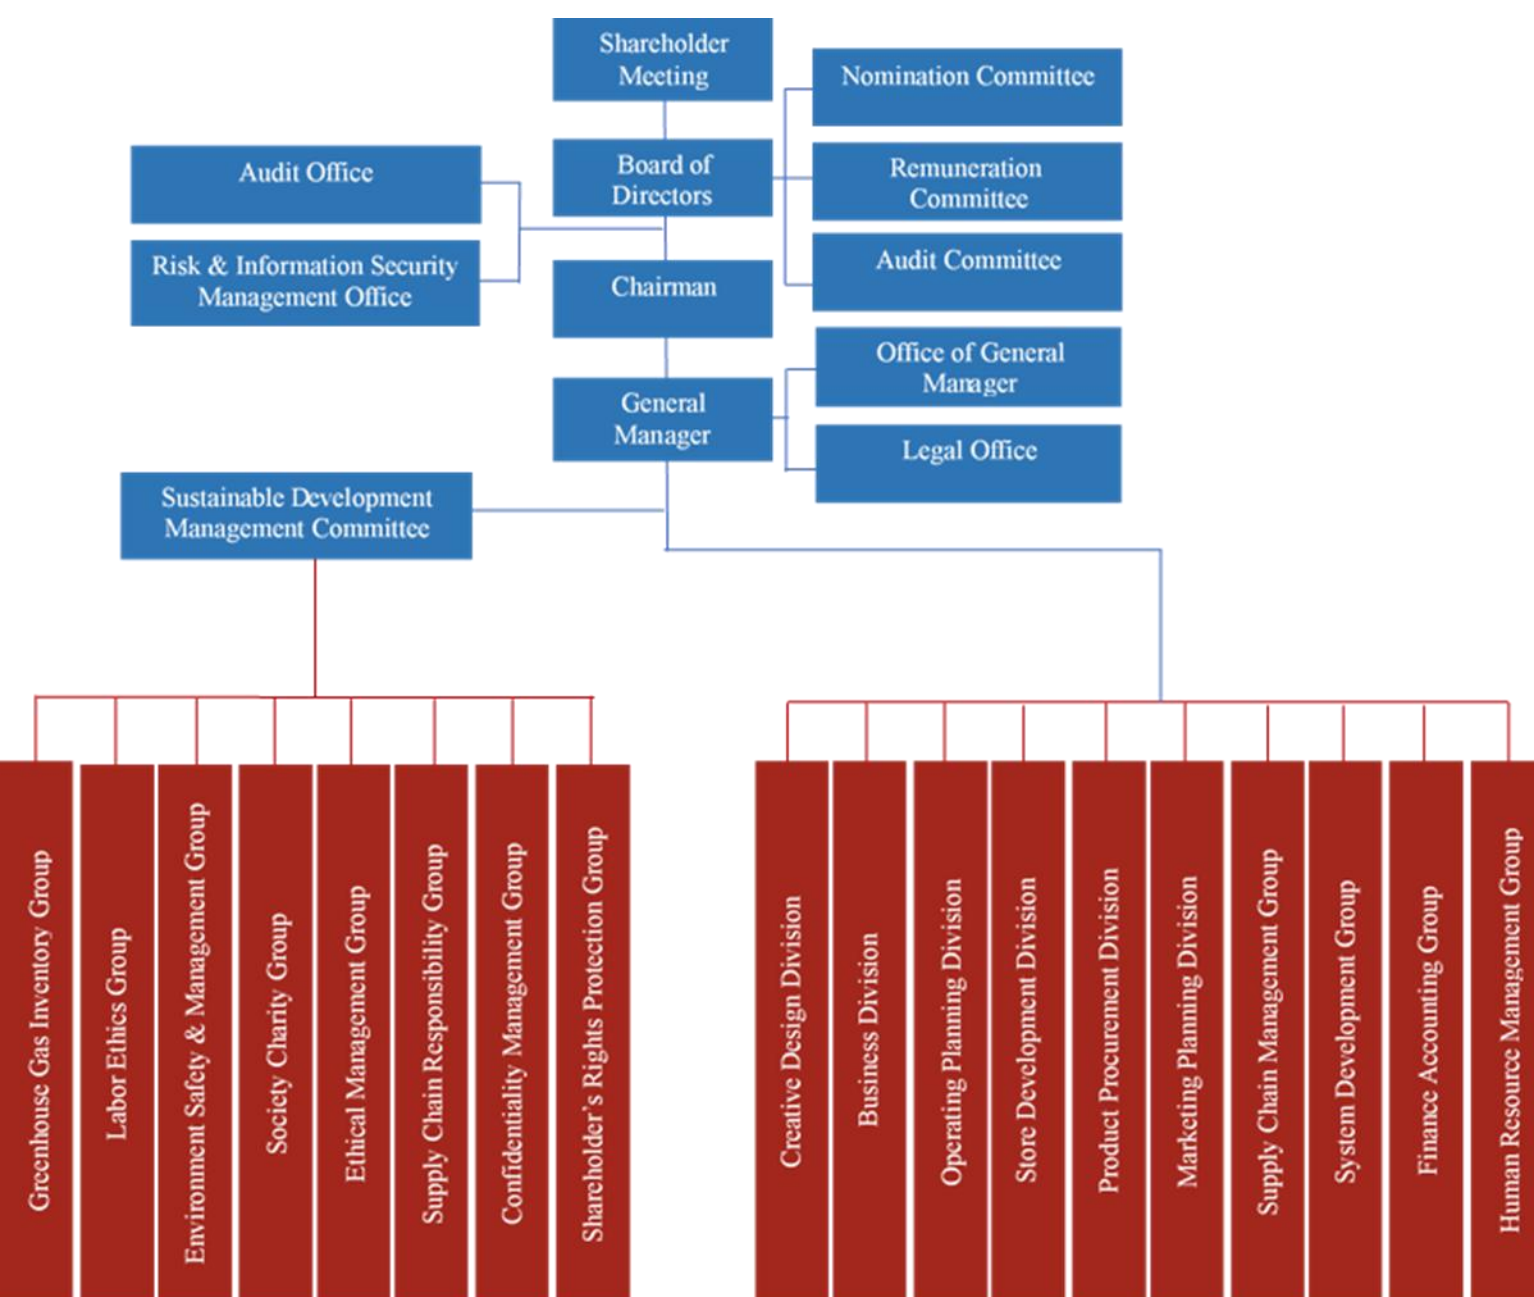 Shareholder
Meeting
Nomination Committee
Board of
Directors
Remuneration
Committee
Audit Office
Risk & Information Security
Management Office
Audit Committee
Chairman
Office of General
Manager
General
Manager
Legal Office
Sustainable Development
Management Committee
Greenhouse Gas Inventory Group
Labor Ethics Group
Environment Safety & Management Group
Society Charity Group
Ethical Management Group
Supply Chain Responsibility Group
Confidentiality Management Group
Shareholder's Rights Protection Group
Creative Design Division
Business Division
Operating Planning Division
Store Development Division
Product Procurement Division
Marketing Planning Division
Supply Chain Management Group
System Development Group
Finance Accounting Group
Human Resource Management Group